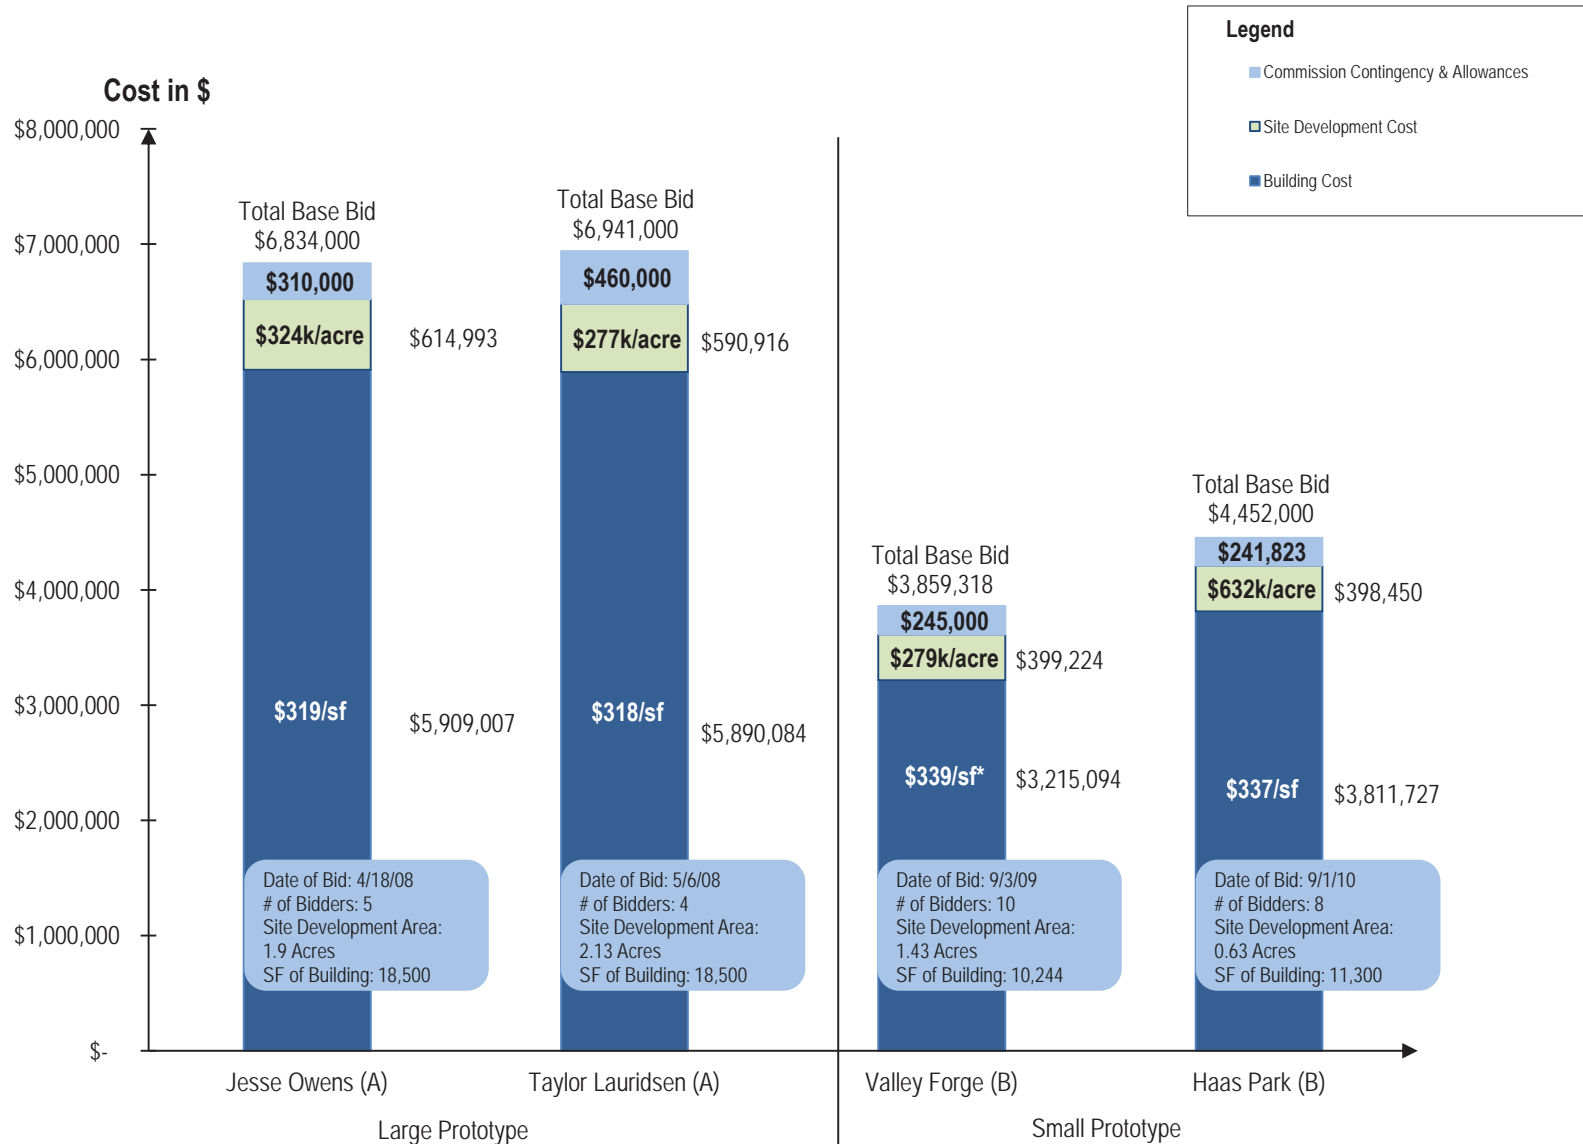 Legend
Commission Contingency & Allowances
Site Development Cost
Building Cost
Cost in $
$8,000,000
$7,000,000
$6,000,000
$5,000,000
$4,000,000
$3,000,000
$2,000,000
$1,000,000
$-
Total Base Bid
$6,834,000
$310,000
$324k/acre
$614,993
$319/sf
$5,909,007
Date of Bid: 4/18/08
# of Bidders: 5
Site Development Area:
1.9 Acres
SF of Building: 18,500
Total Base Bid
$6,941,000
$460,000
$277k/acre
$590,916
$318/sf
$5,890,084
Date of Bid: 5/6/08
# of Bidders: 4
Site Development Area:
2.13 Acres
SF of Building: 18,500
Total Base Bid
$3,859,318
$245,000
$279k/acre
$399,224
$339/sf*
$3,215,094
Date of Bid: 9/3/09
# of Bidders: 10
Site Development Area:
1.43 Acres
SF of Building: 10,244
Total Base Bid
$4,452,000
$241,823
$632k/acre
$398,450
$337/sf
$3,811,727
Date of Bid: 9/1/10
# of Bidders: 8
Site Development Area:
0.63 Acres
SF of Building: 11,300
Jesse Owens (A)
Taylor Lauridsen (A)
Valley Forge (B)
Haas Park (B)
Large Prototype
Small Prototype